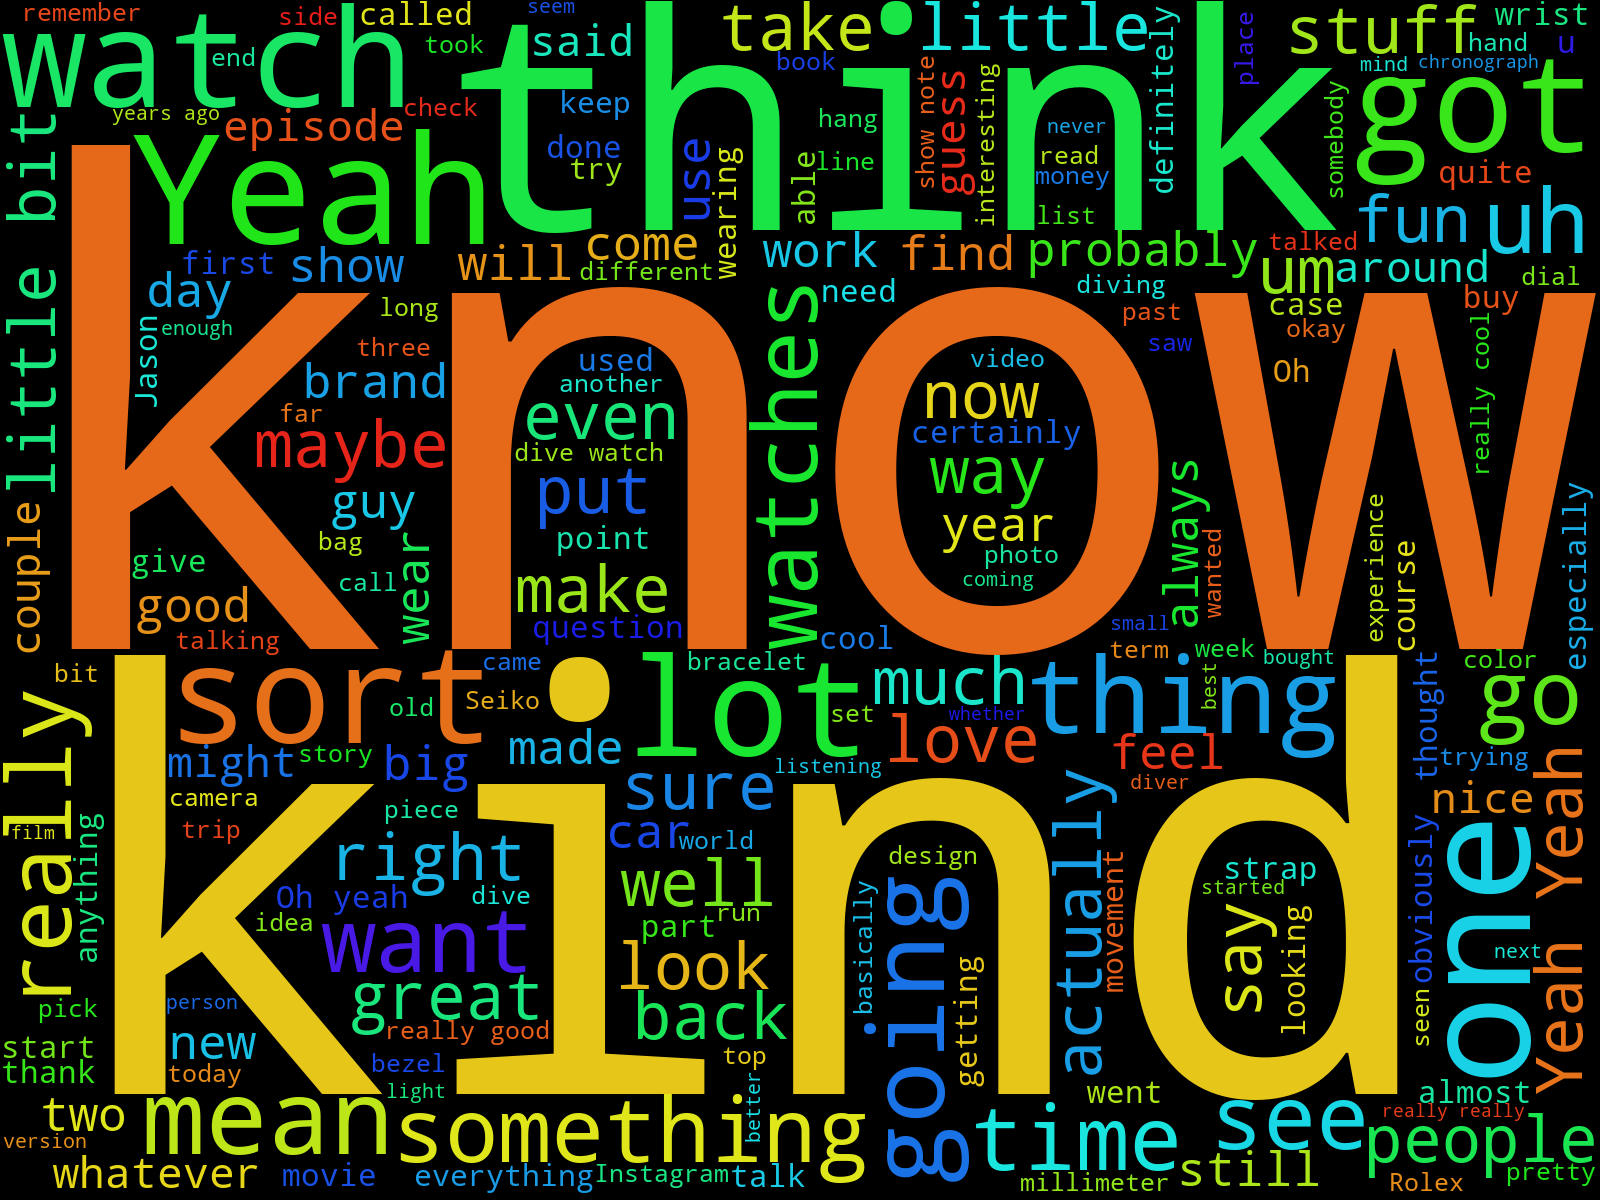 remember
side
called
seem
take
little
stuff
wrist
watch
end
took
said
book
hand
u
think
mind
chronograph
years ago
episode
check
keep
place
got
Yeah
done
try
use
wearing
hang
line
able
show note
guess
interesting
never
read
money
list
definitely
somebody
quite
little bit
first
show
will
come
different
work
find
probably
talked
fun
uh
um
around
dial
day
long
need
diving
case
buy
enough
Jason
three
past
okay
know
brand
used
another
video
saw
Oh
really cool
far
maybe
even
dive watch
watches
now
certainly
way
guy
put
year
always
wanted
experience
course
especially
couple
bag
wear
point
photo
coming
give
call
make
good
question
talking
small
cool
bit
sort
came
bracelet
term
week
bought
color
Seiko
lot
much
thing
best
go
old
set
whether
thought
really
might
story
big
made
love
feel
trying
listening
diver
camera
piece
sure
nice
film
trip
car
world
kind
anything
right
design
strap
Oh yeah
dive
well
started
obviously
one
Yeah Yeah
idea
want
part
run
basically
going
actually
movement
say
looking
next
look
great
back
getting
seen
pick
person
really good
start
new
thank
today
bezel
top
light
better
went
almost
two
mean
something
time
see
really really
people
version
whatever
movie
everything
Instagram
talk
millimeter
still
Rolex
pretty